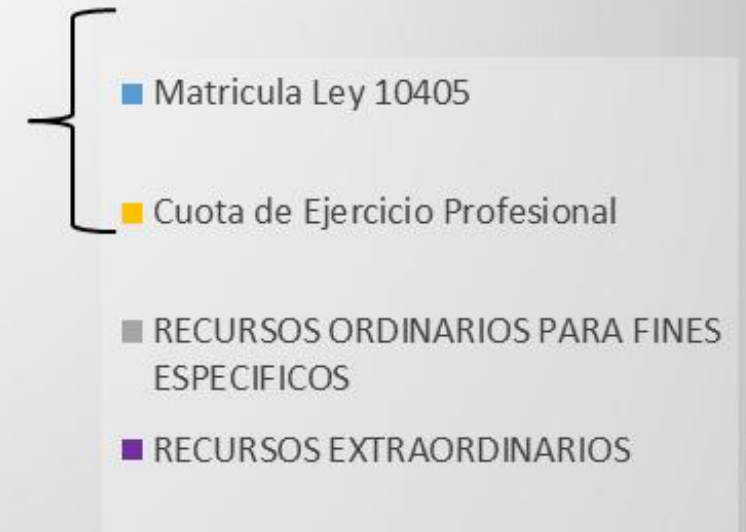 Matricula Ley 10405
Cuota de Ejercicio Profesional
RECURSOS ORDINARIOS PARA FINES
ESPECIFICOS
RECURSOS EXTRAORDINARIOS